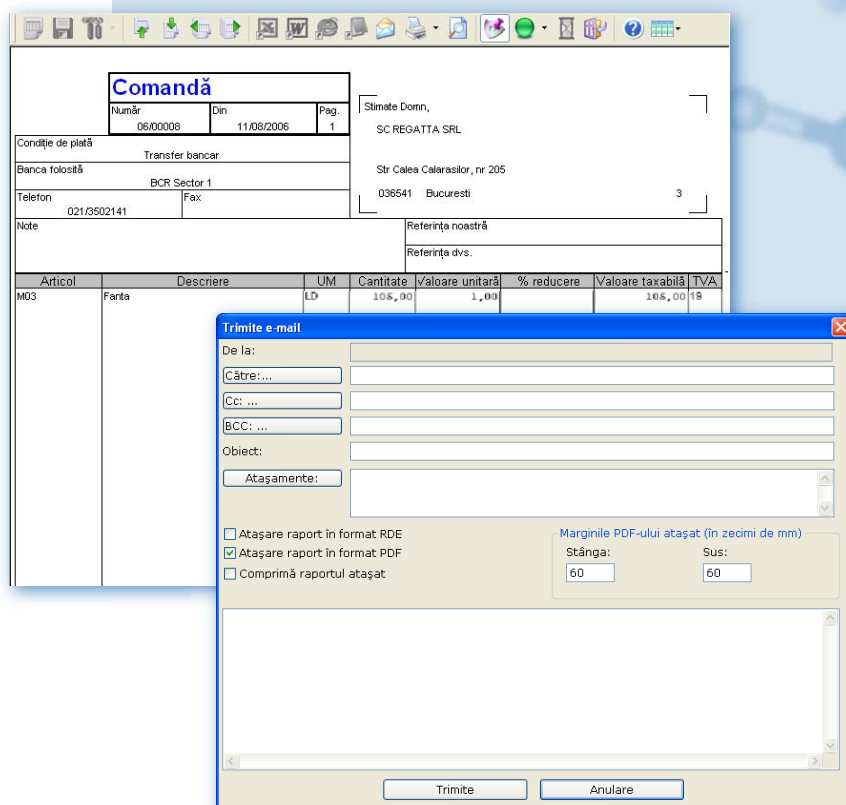 Comandă
Număr Din Pag.
06/00008 11/08/2006 1
Condiție de plată
Transfer bancar
Banca folosită
BCR Sector 1
Telefon Fax
021/3502141
Stimate Domn,
SC REGATTA SRL
Str Calea Calarasilor, nr 205
036541 Bucuresti 3
Note
Referința noastră
Referința dvs.
Articol Descriere UM Cantitate Valoare unitară % reducere Valoare taxabilă TVA
M03 Fanta LD 108,00 1,00 108,00 19
Trimite e-mail
De la:
Către:...
Cc: ...
BCC: ...
Obiect:
Atașamente:
Atașare raport în format RDE
Atașare raport în format PDF
Comprimă raportul atașat
Marginile PDF-ului atașat (în zecimi de mm)
Stânga: Sus:
60 60
Trimite Anulare